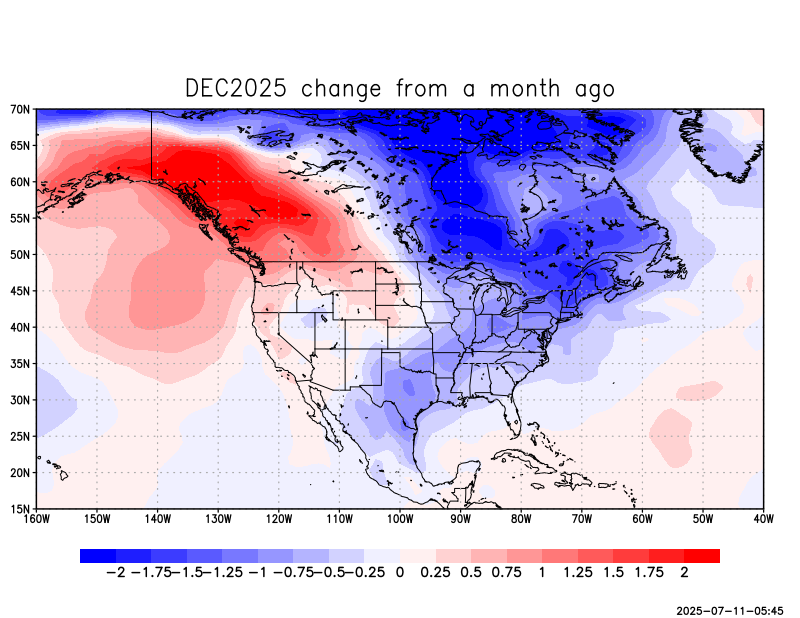 DEC2025 change from a month ago
70N
65N
60N
55N
50N
45N
40N
35N
30N
25N
20N
15N
160W 150W 140W 130W 120W 110W 100W 90W 80W 70W 60W 50W 40W
−2 −1.75 −1.5 −1.25 −1 −0.75 −0.5 −0.25 0 0.25 0.5 0.75 1 1.25 1.5 1.75 2
2025-07-11-05:45